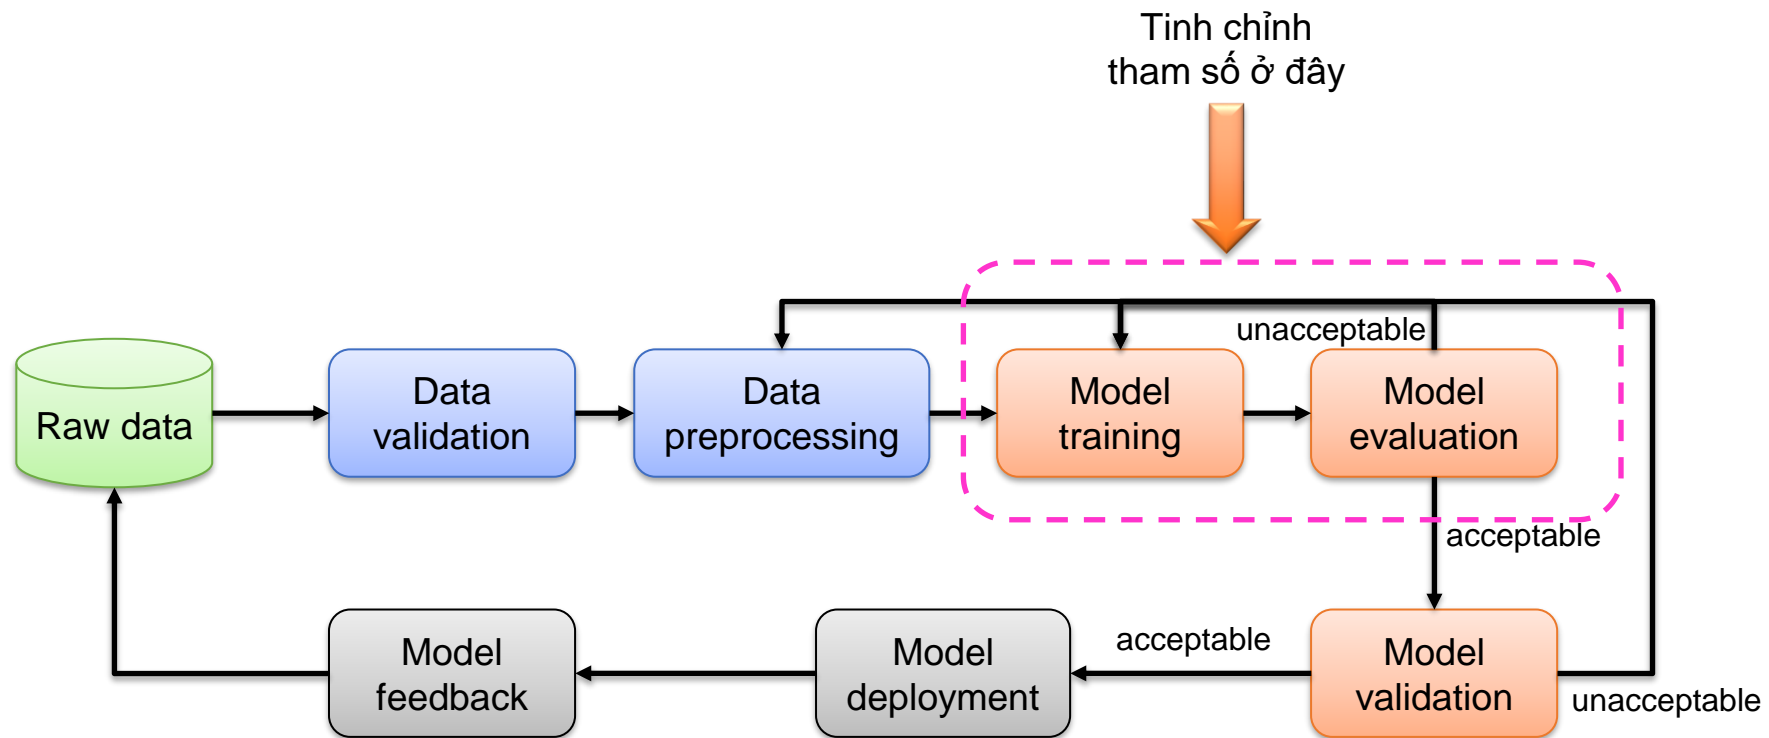 Tinh chỉnh
tham số ở đây
unacceptable
Raw data
Data
validation
Data
preprocessing
Model
training
Model
evaluation
acceptable
Model
feedback
Model
deployment
acceptable
Model
validation
unacceptable